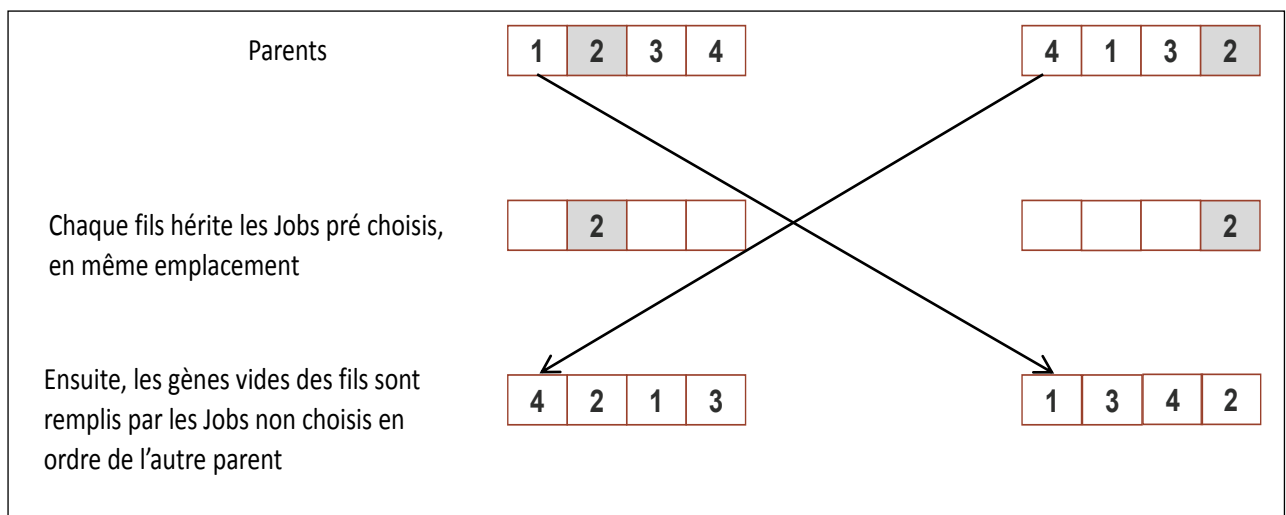 Parents
1 2 3 4
4 1 3 2
Chaque fils hérite les Jobs pré choisis,
en même emplacement
2
2
Ensuite, les gènes vides des fils sont
remplis par les Jobs non choisis en
ordre de l’autre parent
4 2 1 3
1 3 4 2